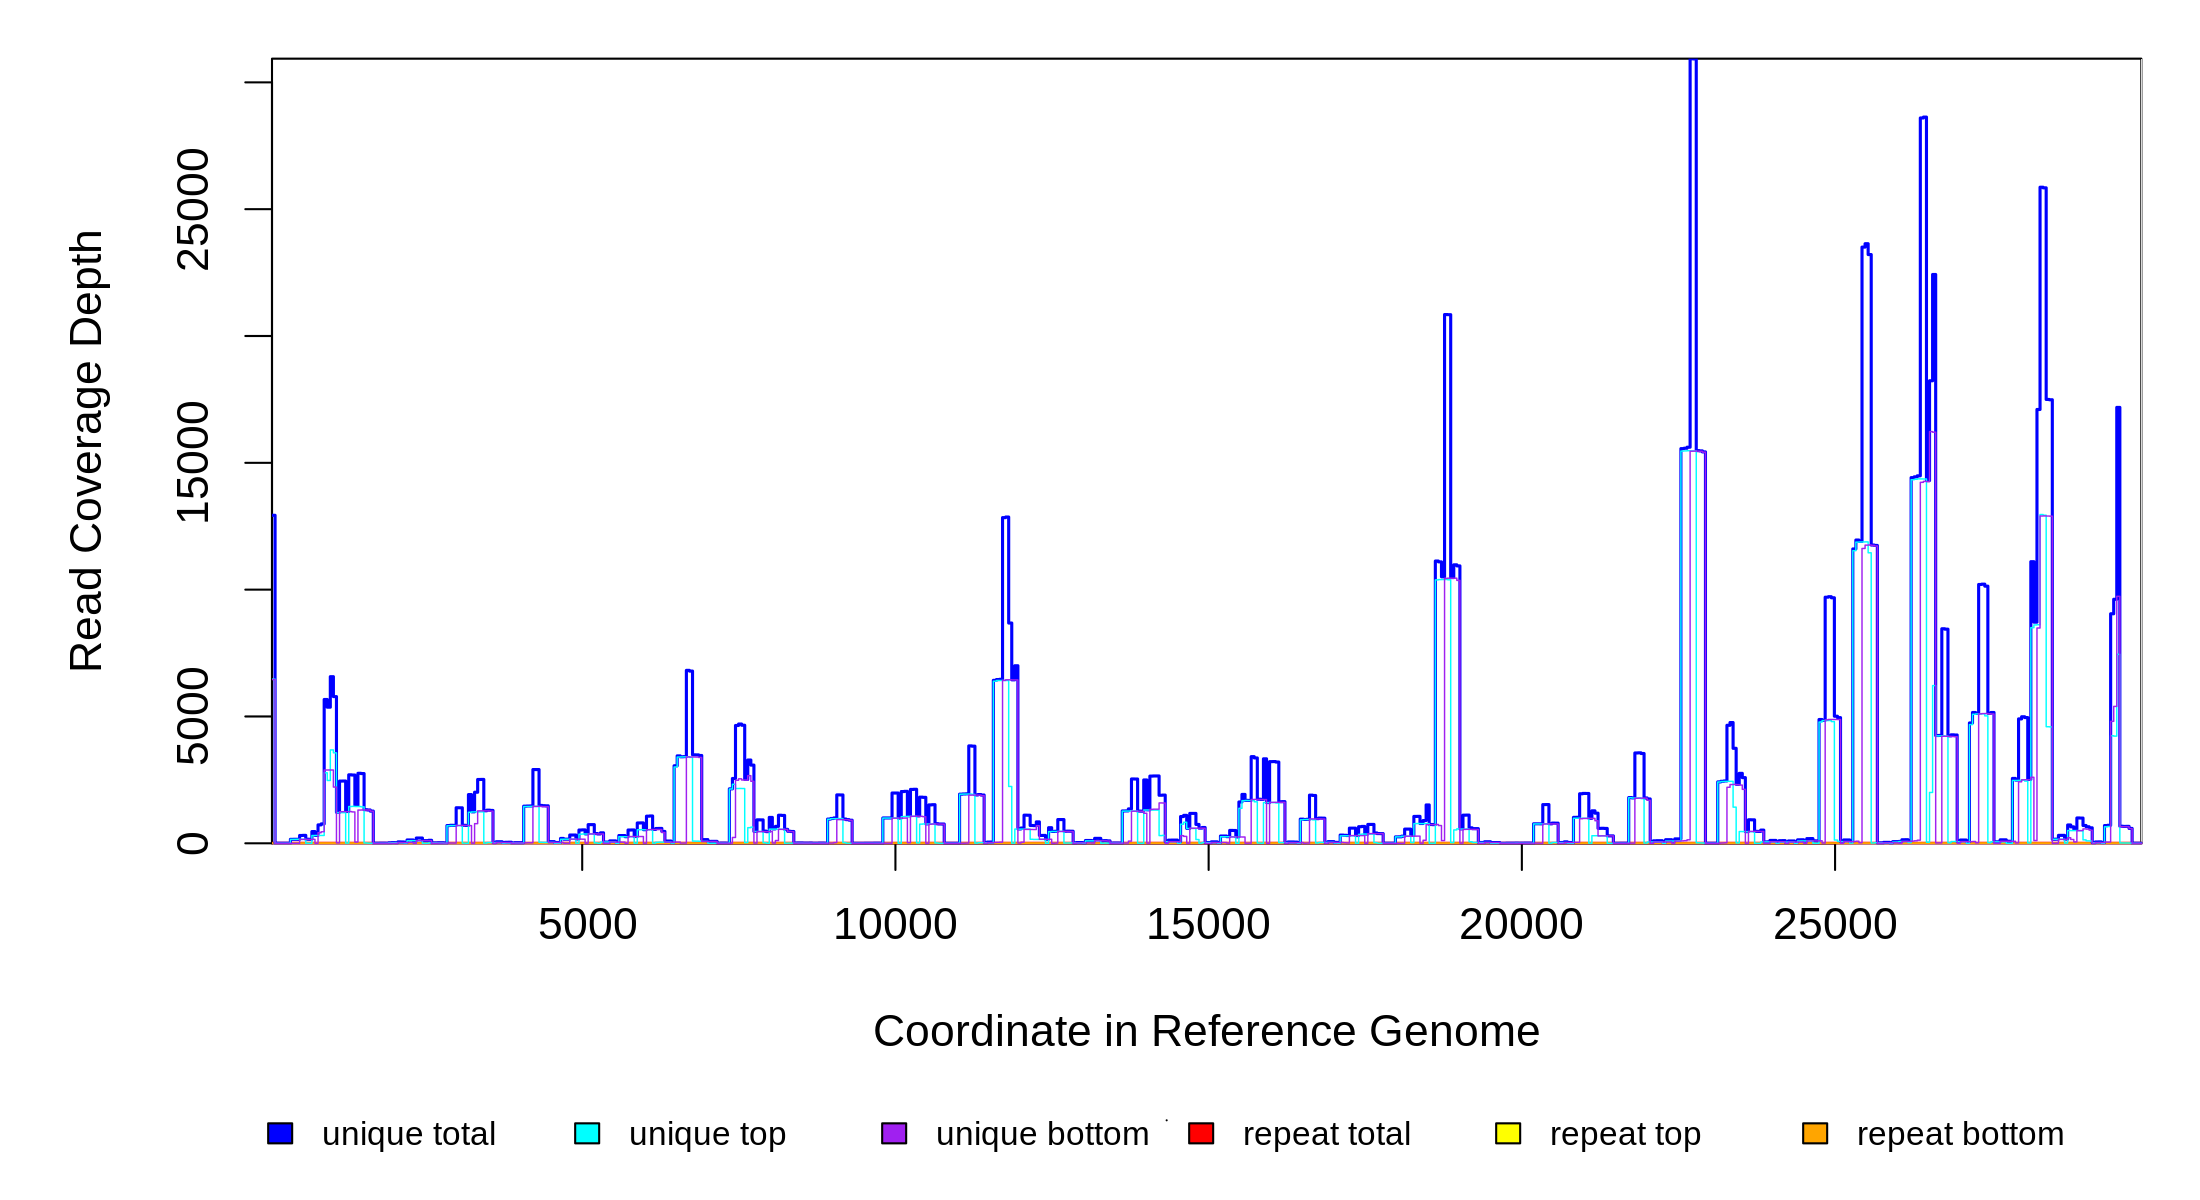 25000
15000
5000
0
Read Coverage Depth
5000 10000 15000 20000 25000
Coordinate in Reference Genome
unique total unique top unique bottom repeat total repeat top repeat bottom